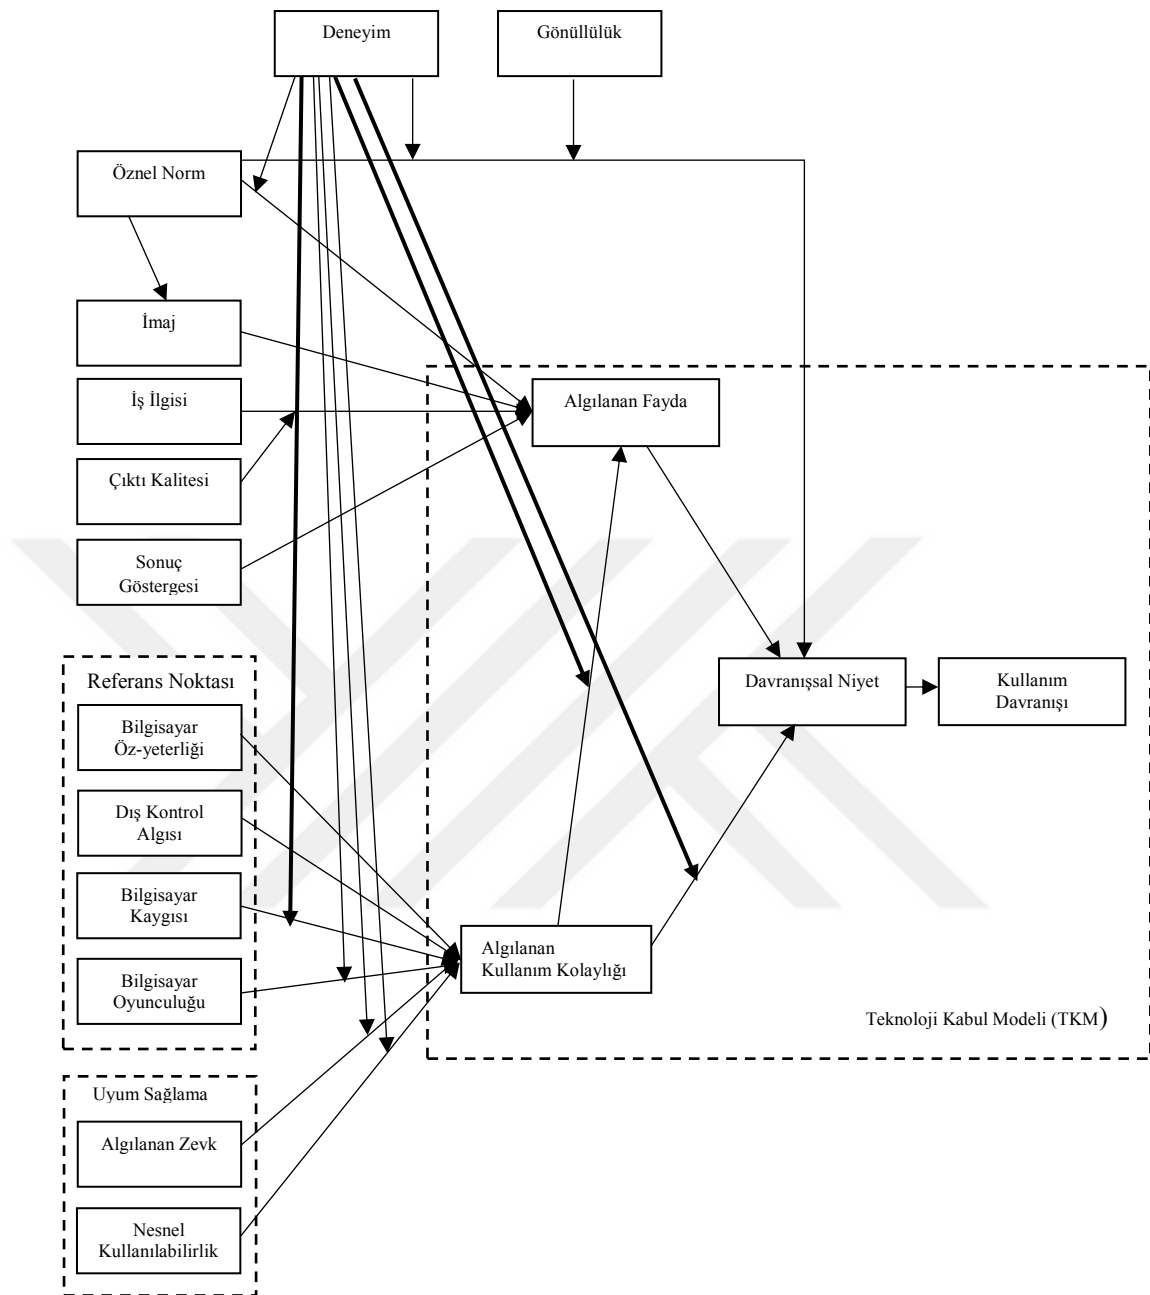 Deneyim
Gönüllülük
Öznel Norm
İmaj
İş İlgisi
Algılanan Fayda
Çıktı Kalitesi
Sonuç
Göstergesi
Referans Noktası
Bilgisayar
Öz-yeterliği
Dış Kontrol
Algısı
Bilgisayar
Kaygısı
Bilgisayar
Oyunculuğu
Davranışsal Niyet
Kullanım
Davranışı
Algılanan
Kullanım Kolaylığı
Teknoloji Kabul Modeli (TKM)
Uyum Sağlama
Algılanan Zevk
Nesnel
Kullanılabilirlik